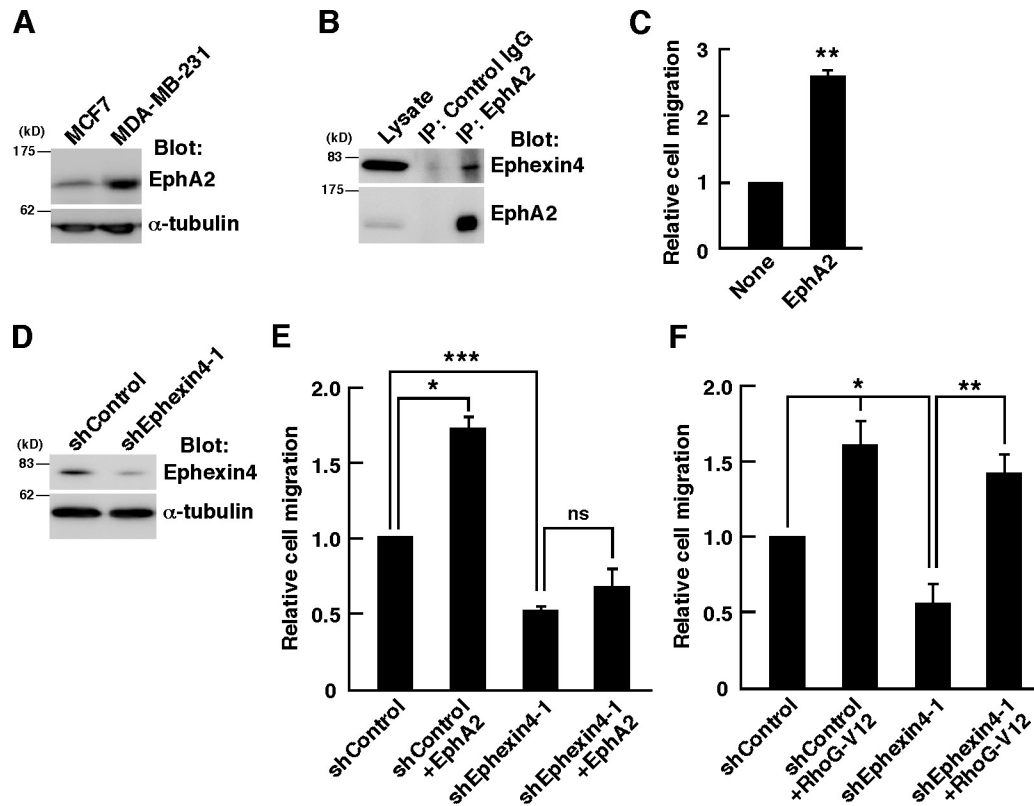 A
MCF7
MDA-MB-231
(kD)
175
62
Blot:
EphA2
α-tubulin
B
Lysate
IP: Control IgG
IP: EphA2
(kD)
83
175
Blot:
Ephexin4
EphA2
C
Relative cell migration
3
2
1
0
**
None
EphA2
D
shControl
shEphexin4-1
(kD)
83
62
Blot:
Ephexin4
α-tubulin
E
Relative cell migration
2.0
1.5
1.0
0.5
0
***
*
ns
shControl
shControl
+EphA2
shEphexin4-1
shEphexin4-1
+EphA2
F
Relative cell migration
2.0
1.5
1.0
0.5
0
*
**
shControl
shControl
+RhoG-V12
shEphexin4-1
shEphexin4-1
+RhoG-V12